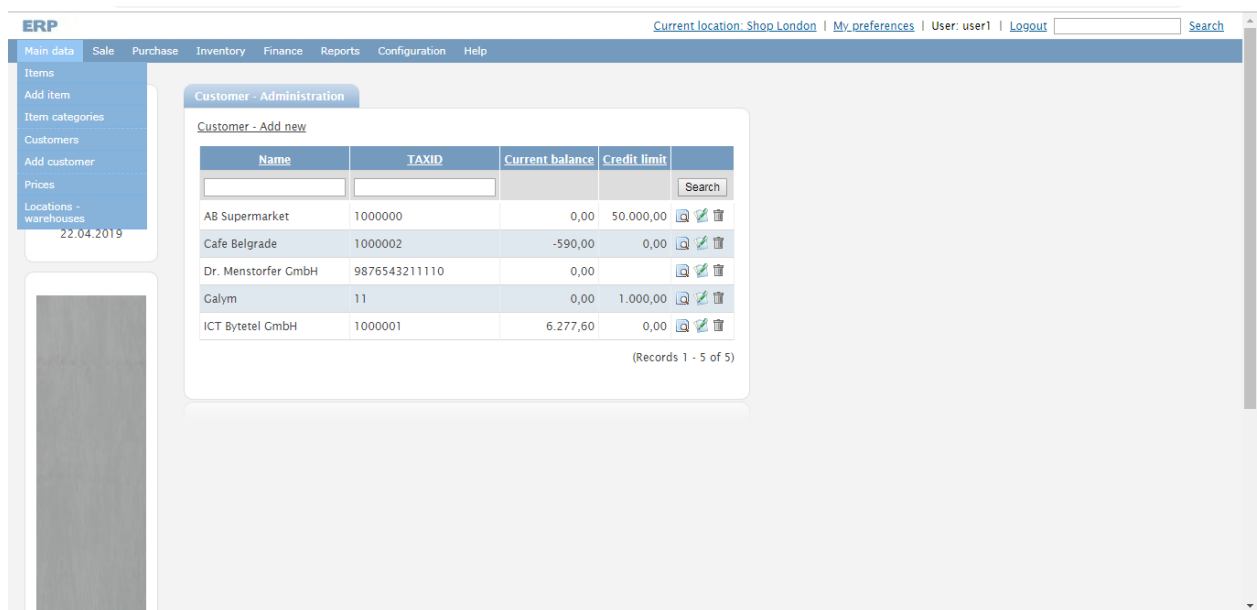 ERP
Current location: Shop London | My preferences | User: user1 | Logout Search
Main data Sale Purchase Inventory Finance Reports Configuration Help
Items
Add item
Item categories
Customers
Add customer
Prices
Locations -
warehouses
22.04.2019
Customer - Administration
Customer - Add new
Name TAXID Current balance Credit limit
Search
AB Supermarket 1000000 0,00 50.000,00
Cafe Belgrade 1000002 -590,00 0,00
Dr. Menstorfer GmbH 9876543211110 0,00
Galym 11 0,00 1.000,00
ICT Bytetel GmbH 1000001 6.277,60 0,00
(Records 1 - 5 of 5)